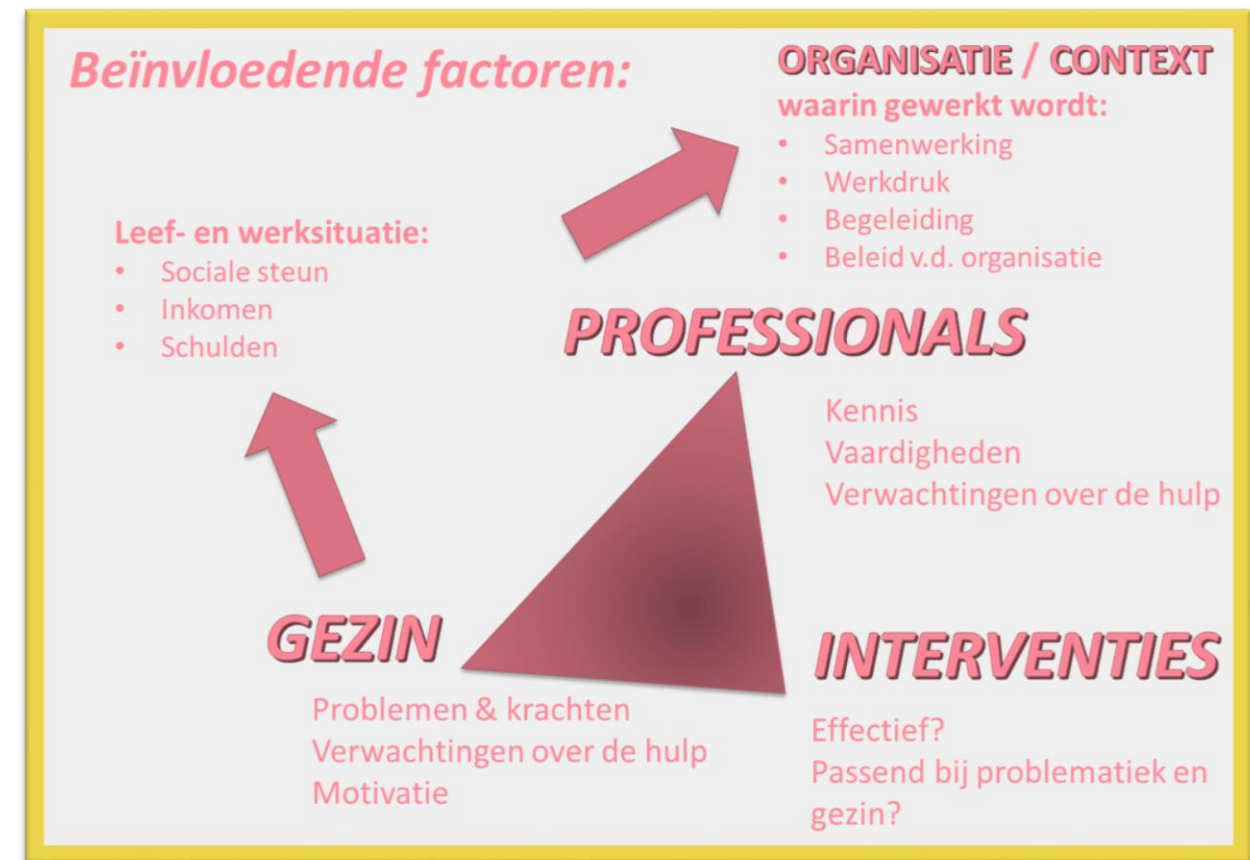 Beïnvloedende factoren:
ORGANISATIE / CONTEXT
waarin gewerkt wordt:
• Samenwerking
• Werkdruk
• Begeleiding
• Beleid v.d. organisatie
Leef- en werksituatie:
• Sociale steun
• Inkomen
• Schulden
PROFESSIONALS
Kennis
Vaardigheden
Verwachtingen over de hulp
GEZIN
Problemen & krachten
Verwachtingen over de hulp
Motivatie
INTERVENTIES
Effectief?
Passend bij problematiek en
gezin?